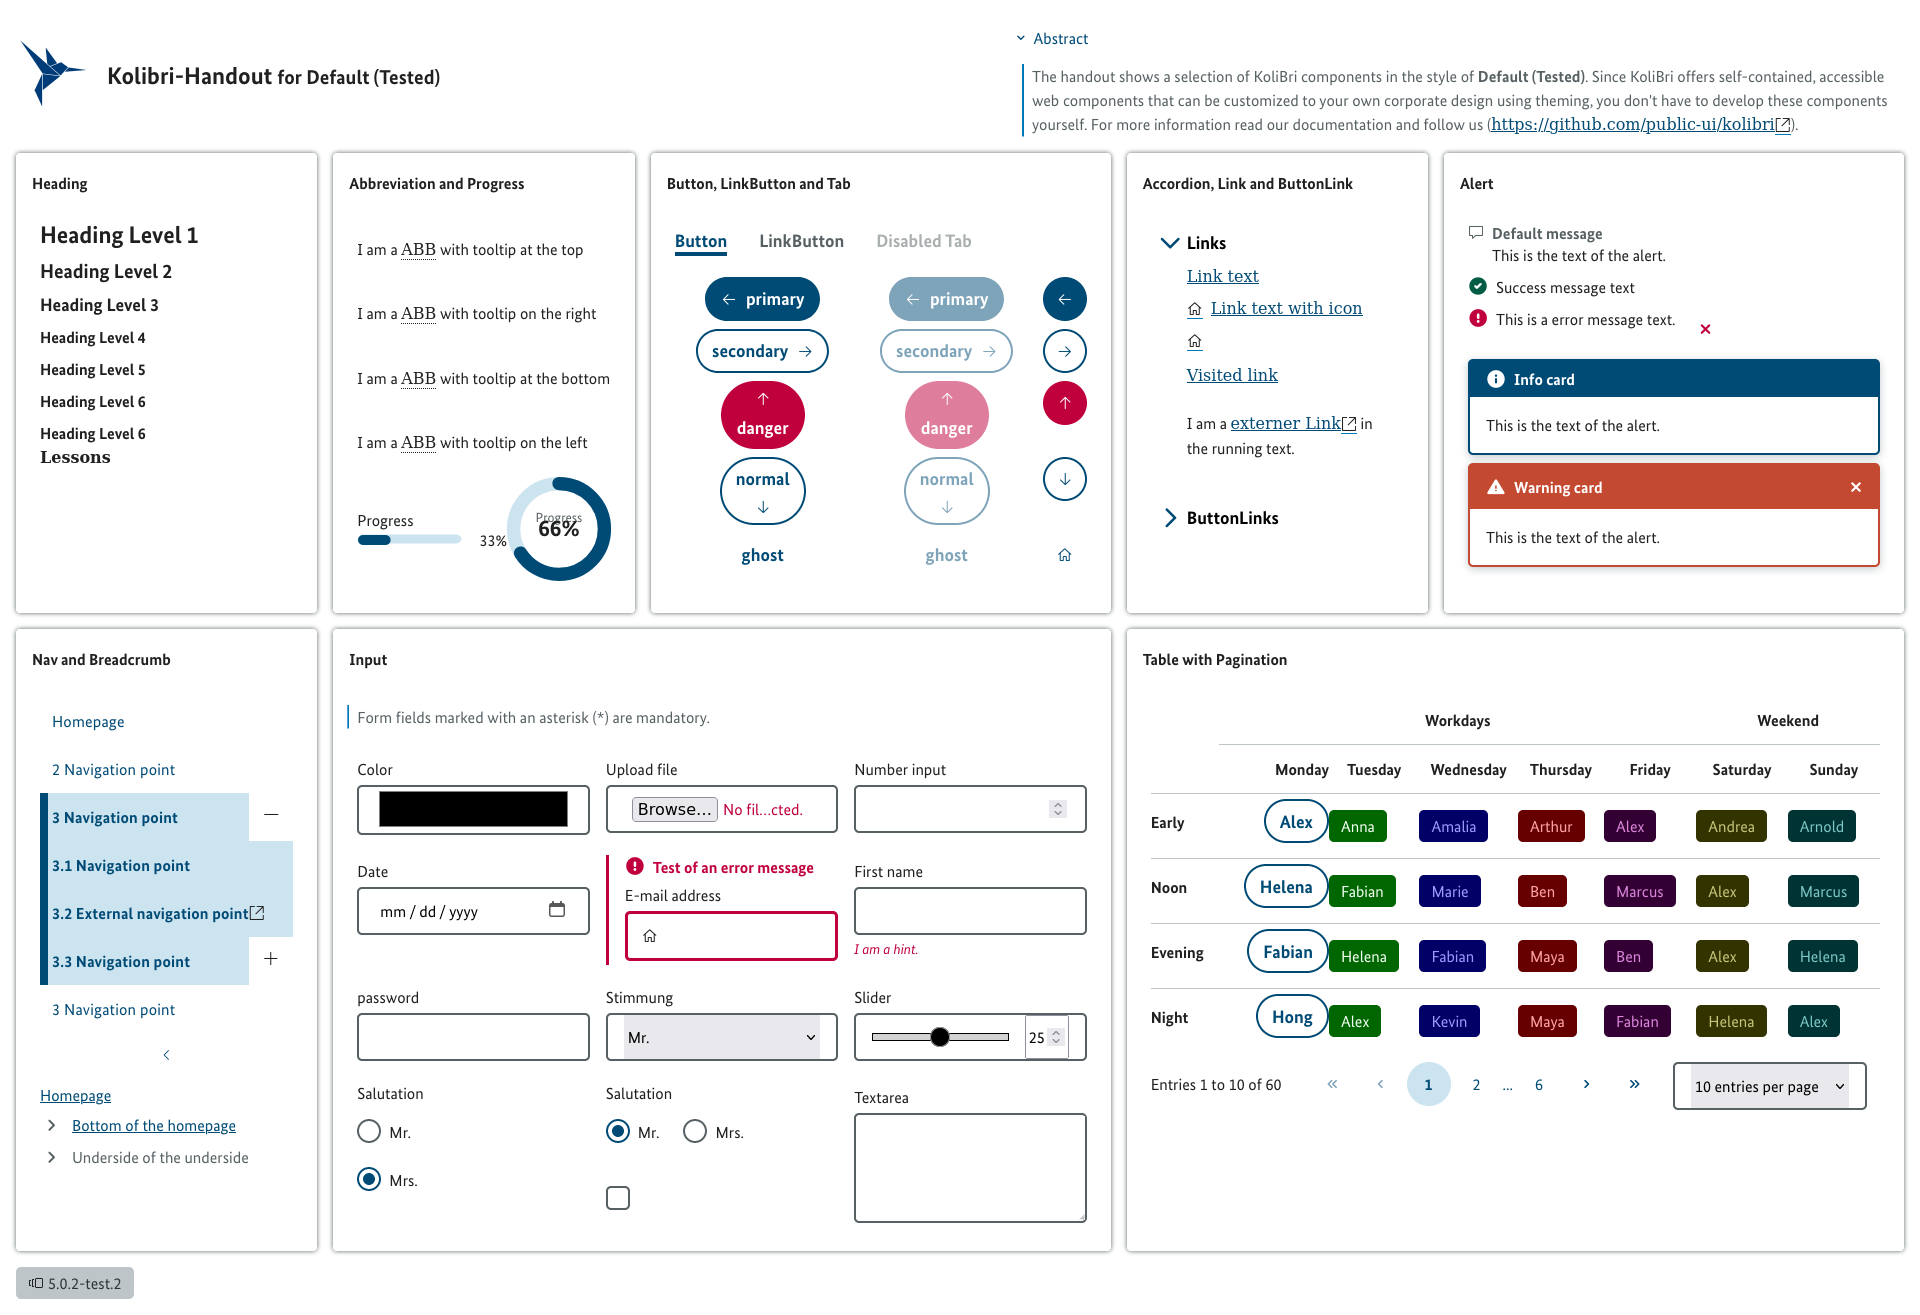 Kolibri-Handout for Default (Tested)
Abstract
The handout shows a selection of KoliBri components in the style of Default (Tested). Since KoliBri offers self-contained, accessible
web components that can be customized to your own corporate design using theming, you don't have to develop these components
yourself. For more information read our documentation and follow us (https://github.com/public-ui/kolibri).
Heading
Heading Level 1
Heading Level 2
Heading Level 3
Heading Level 4
Heading Level 5
Heading Level 6
Heading Level 6
Lessons
Abbreviation and Progress
I am a ABB with tooltip at the top
I am a ABB with tooltip on the right
I am a ABB with tooltip at the bottom
I am a ABB with tooltip on the left
Progress
33%
Progress
66%
Button, LinkButton and Tab
Button LinkButton Disabled Tab
primary primary
secondary secondary
danger danger
normal normal
ghost ghost
Accordion, Link and ButtonLink
Links
Link text
Link text with icon
Visited link
I am a externer Link in
the running text.
ButtonLinks
Alert
Default message
This is the text of the alert.
Success message text
This is a error message text.
Info card
This is the text of the alert.
Warning card
This is the text of the alert.
Nav and Breadcrumb
Homepage
2 Navigation point
3 Navigation point
3.1 Navigation point
3.2 External navigation point
3.3 Navigation point
3 Navigation point
Homepage
Bottom of the homepage
Underside of the underside
Input
Form fields marked with an asterisk (*) are mandatory.
Color
Upload file
Browse... No fil...cted.
Number input
Date
mm / dd / yyyy
Test of an error message
E-mail address
First name
I am a hint.
password
Stimmung
Mr.
Slider
25
Salutation
Mr.
Mrs.
Salutation
Mr. Mrs.
Textarea
Table with Pagination
Workdays Weekend
Monday Tuesday Wednesday Thursday Friday Saturday Sunday
Early Alex Anna Amalia Arthur Alex Andrea Arnold
Noon Helena Fabian Marie Ben Marcus Alex Marcus
Evening Fabian Helena Fabian Maya Ben Alex Helena
Night Hong Alex Kevin Maya Fabian Helena Alex
Entries 1 to 10 of 60 1 2 ... 6 10 entries per page
5.0.2-test.2